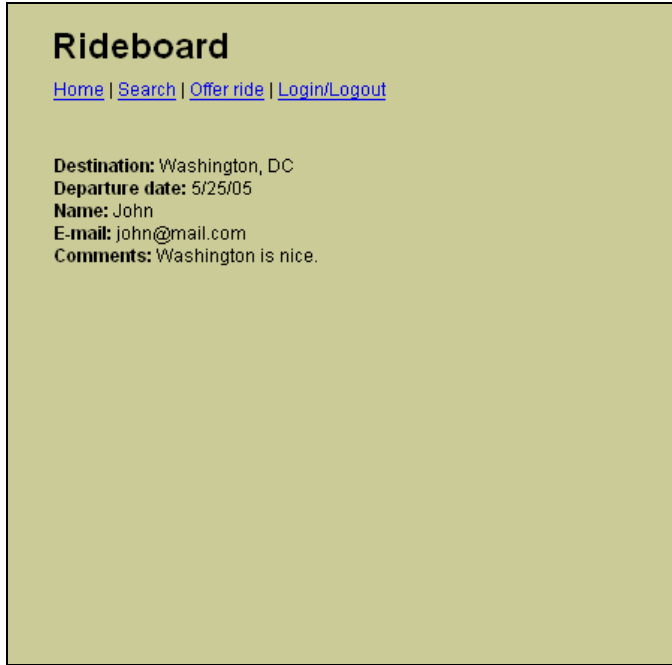 Rideboard
Home | Search | Offer ride | Login/Logout
Destination: Washington, DC
Departure date: 5/25/05
Name: John
E-mail: john@mail.com
Comments: Washington is nice.